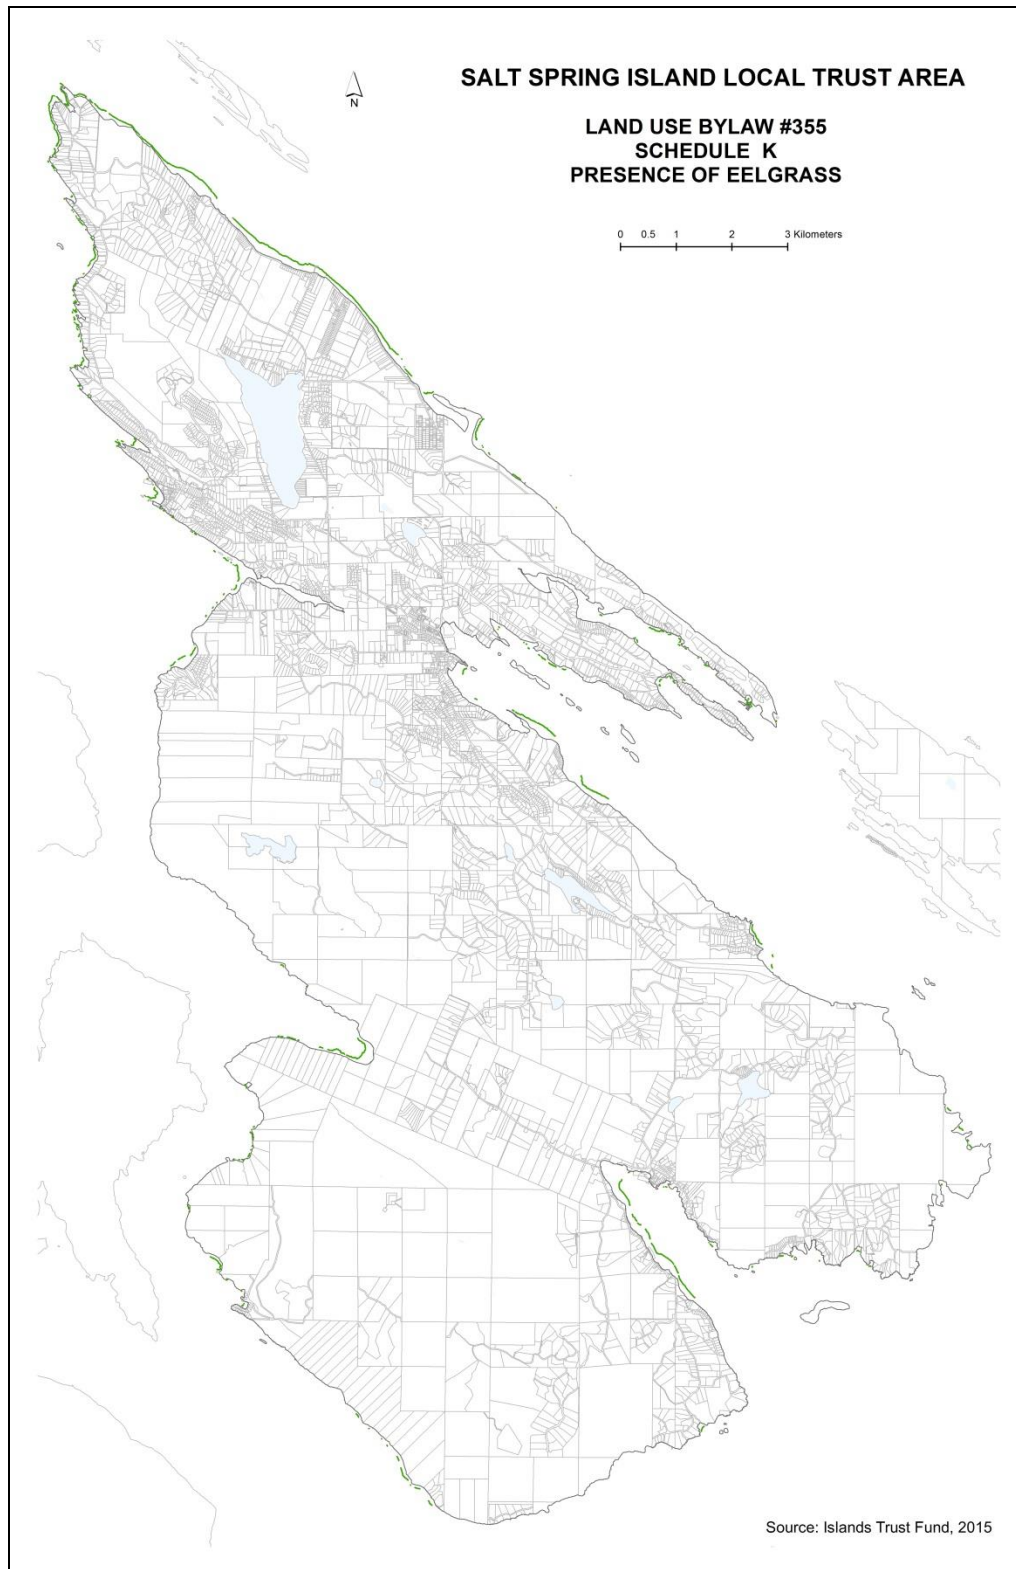 SALT SPRING ISLAND LOCAL TRUST AREA
N
LAND USE BYLAW #355
SCHEDULE K
PRESENCE OF EELGRASS
0 0.5 1 2 3 Kilometers
Source: Islands Trust Fund, 2015